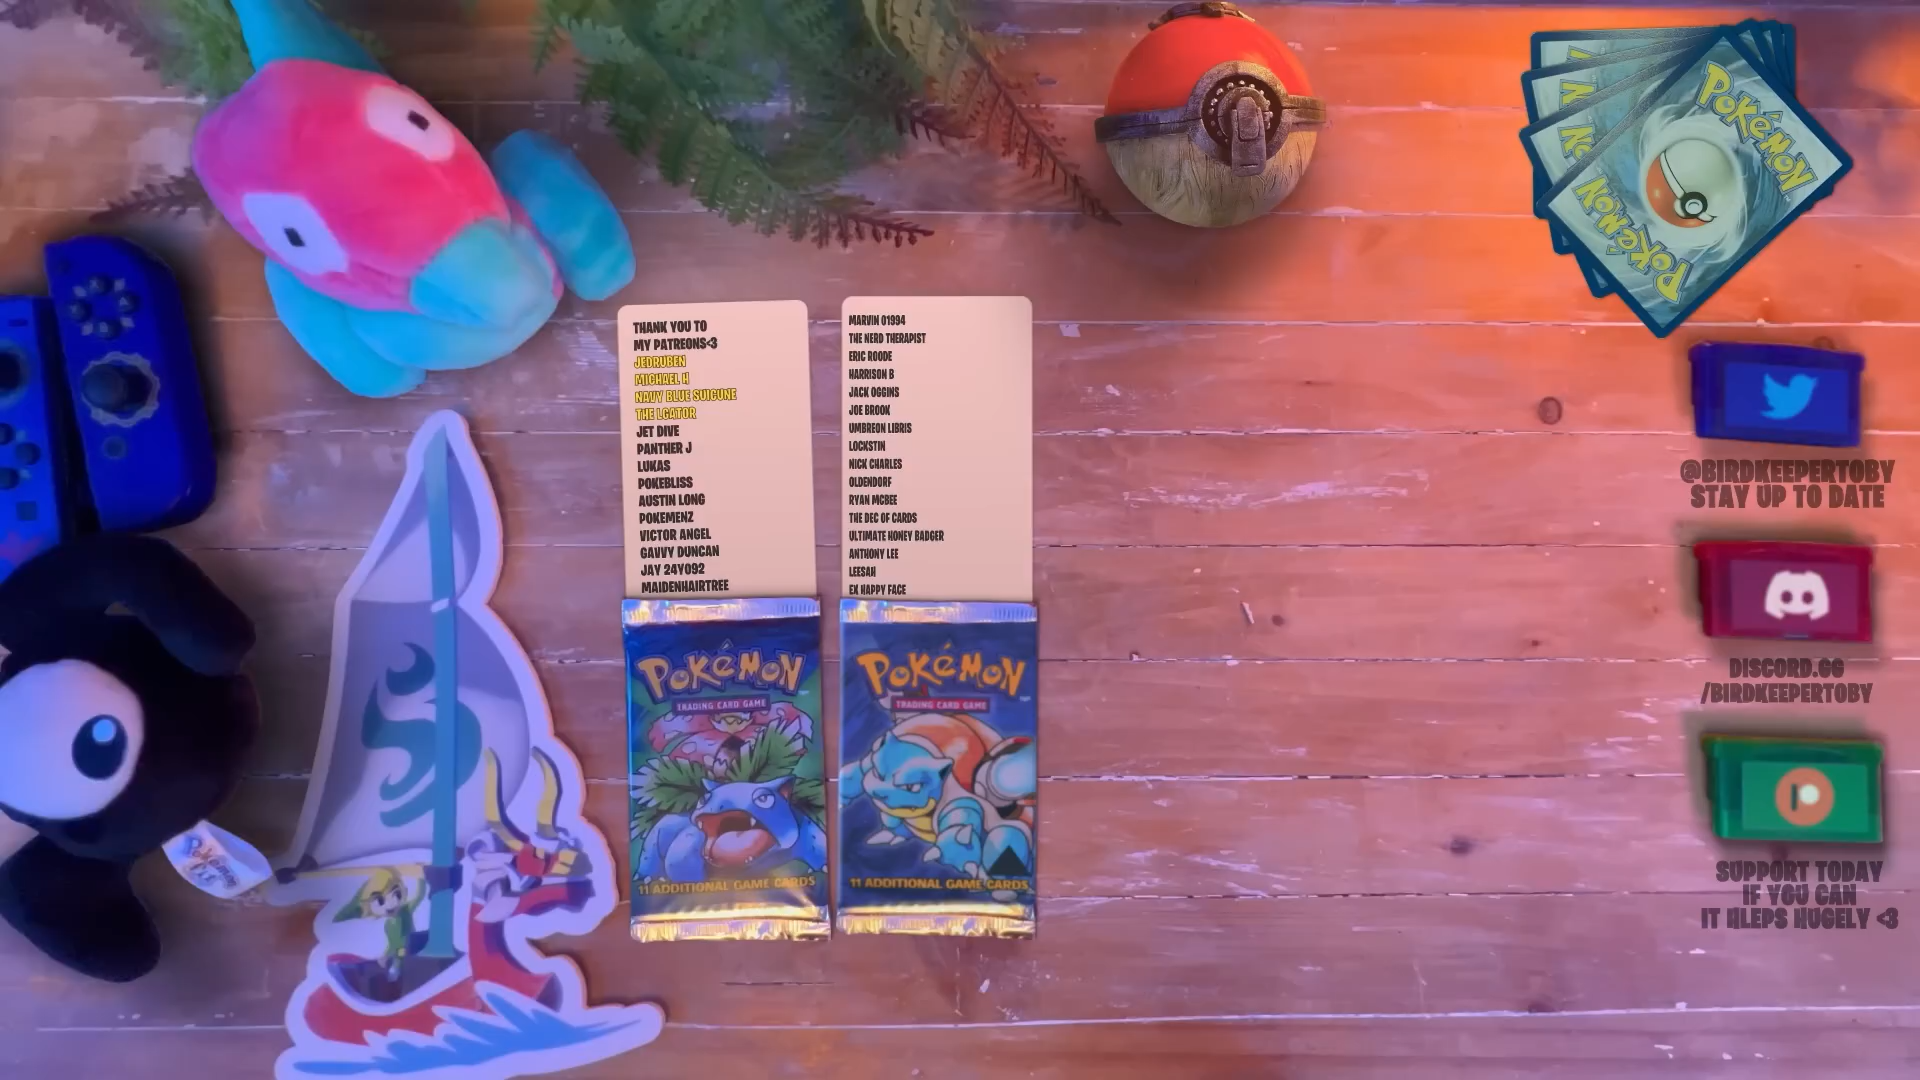 THANK YOU TO
MY PATREONS<3
JEDRUBEN
MICHAEL H
NAVY BLUE SUICUNE
THE LCATOR
JET DIVE
PANTHER J
LUKAS
POKEBLISS
AUSTIN LONG
POKEMENZ
VICTOR ANGEL
GAVVY DUNCAN
JAY 24Y092
MAIDENHAIRTREE
MARVIN 01994
THE NERD THERAPIST
ERIC ROODE
HARRISON B
JACK OGGINS
JOE BROOK
UMBREON LIBRIS
LOCKSTIN
NICK CHARLES
OLDENDORF
RYAN MCBEE
THE DEC OF CARDS
ULTIMATE HONEY BADGER
ANTHONY LEE
LEESAH
EX HAPPY FACE
POKéMON
TRADING CARD GAME
11 ADDITIONAL GAME CARDS
POKéMON
TRADING CARD GAME
11 ADDITIONAL GAME CARDS
POKéMON
POKéMON
@BIRDKEEPERTOBY
STAY UP TO DATE
DISCORD.GG
/BIRDKEEPERTOBY
SUPPORT TODAY
IF YOU CAN
IT HLEPS HUGELY <3